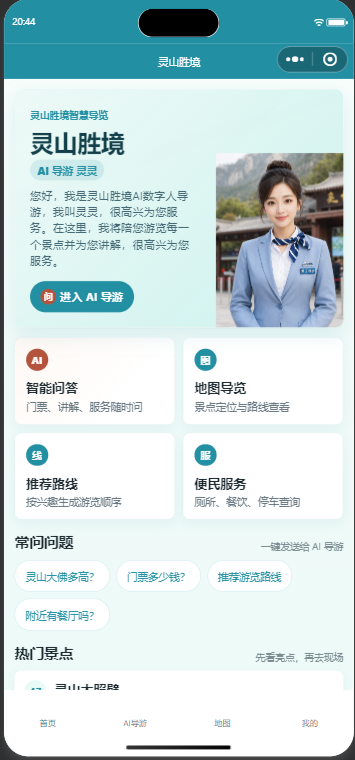 20:44
灵山胜境
灵山胜境智慧导览
灵山胜境
AI 导游 灵灵
您好，我是灵山胜境AI数字人导
游，我叫灵灵，很高兴为您服
务。在这里，我将陪您游览每一
个景点并为您讲解，很高兴为您
服务。
问 进入 AI 导游
AI
智能问答
门票、讲解、服务随时问
图
地图导览
景点定位与路线查看
线
推荐路线
按兴趣生成游览顺序
服
便民服务
厕所、餐饮、停车查询
常问问题
一键发送给 AI 导游
灵山大佛多高?
门票多少钱?
推荐游览路线
附近有餐厅吗?
热门景点
先看亮点，再去现场
灵山大照壁
首页
AI导游
地图
我的